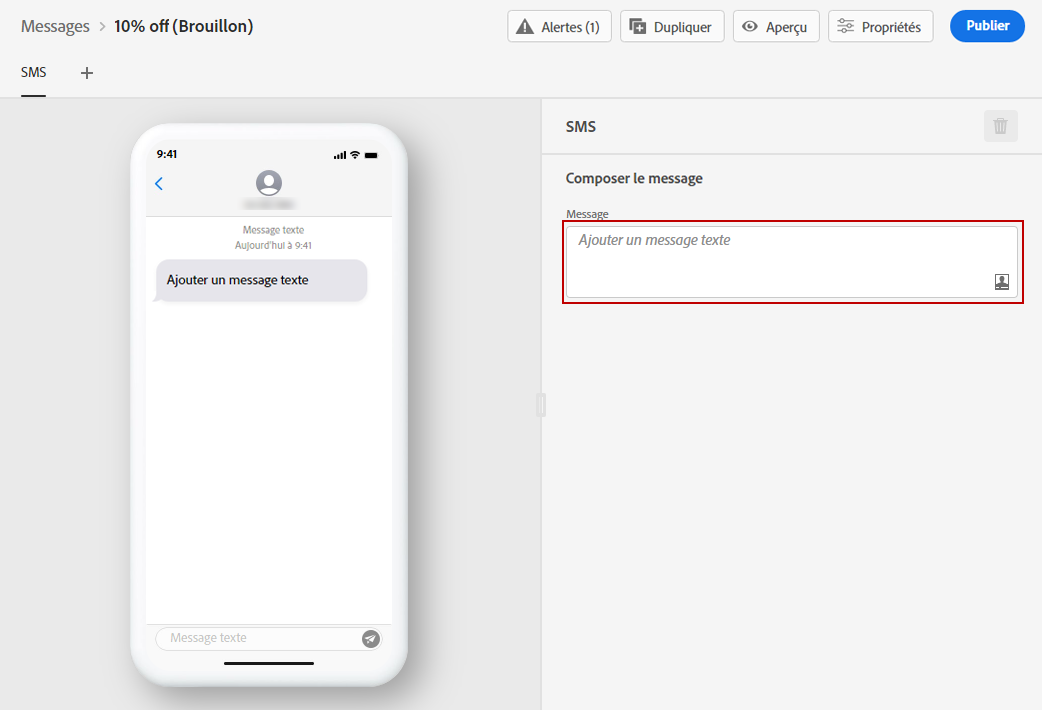 Messages > 10% off (Brouillon)
Alertes (1)
Dupliquer
Aperçu
Propriétés
Publier
SMS
9:41
Message texte
Aujourd'hui à 9:41
Ajouter un message texte
Message texte
SMS
Composer le message
Message
Ajouter un message texte